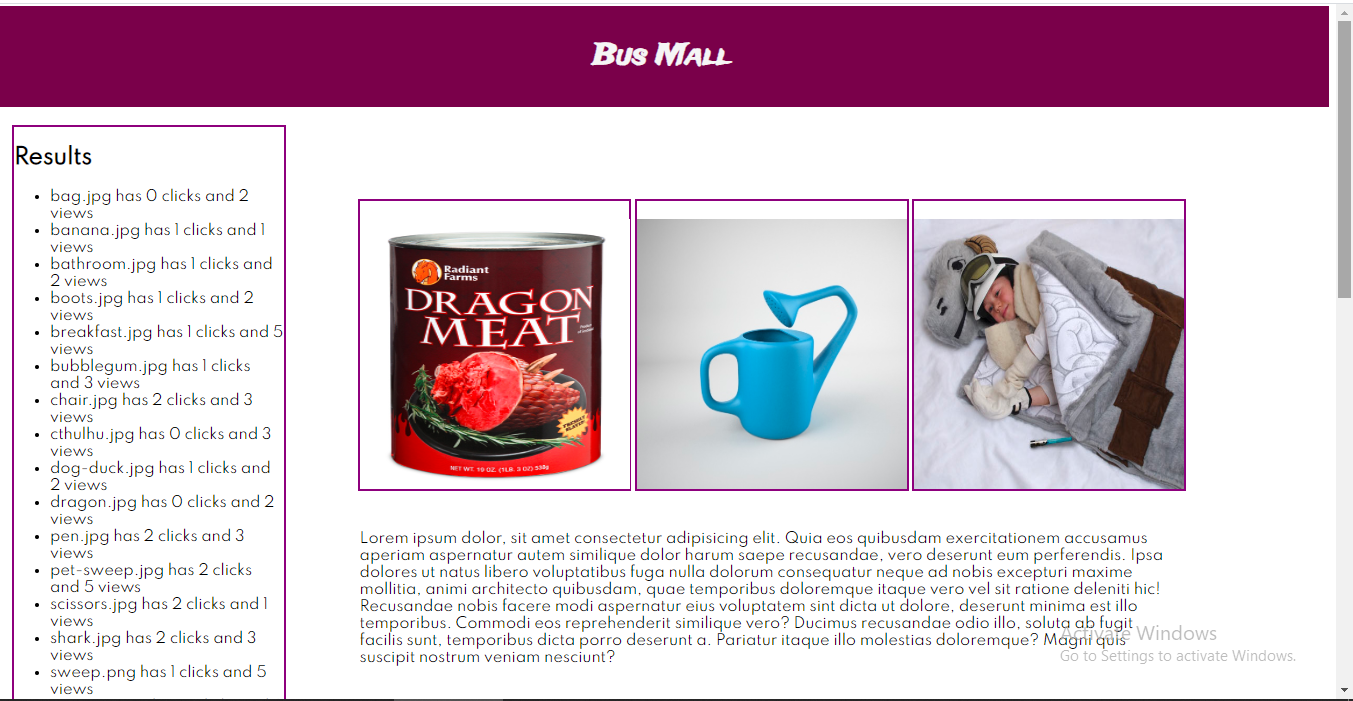 Bus Mall
Results
bag.jpg has 0 clicks and 2
views
banana.jpg has 1 clicks and 1
views
bathroom.jpg has 1 clicks and
2 views
boots.jpg has 1 clicks and 2
views
breakfast.jpg has 1 clicks and 5
views
bubblegum.jpg has 1 clicks
and 3 views
chair.jpg has 2 clicks and 3
views
cthulhu.jpg has 0 clicks and 3
views
dog-duck.jpg has 1 clicks and
2 views
dragon.jpg has 0 clicks and 2
views
pen.jpg has 2 clicks and 3
views
pet-sweep.jpg has 2 clicks
and 5 views
scissors.jpg has 2 clicks and 1
views
shark.jpg has 2 clicks and 3
views
sweep.png has 1 clicks and 5
views
Radiant
Farms
DRAGON
MEAT
NET WT. 19 OZ. (1LB. 3 OZ) 538g
Lorem ipsum dolor, sit amet consectetur adipisicing elit. Quia eos quibusdam exercitationem accusamus
aperiam aspernatur autem similique dolor harum saepe recusandae, vero deserunt eum perferendis. Ipsa
dolores ut natus libero voluptatibus fuga nulla dolorum consequatur neque ad nobis excepturi maxime
mollitia, animi architecto quibusdam, quae temporibus doloremque itaque vero vel sit ratione deleniti hic!
Recusandae nobis facere modi aspernatur eius voluptatem sint dicta ut dolore, deserunt minima est illo
temporibus. Commodi eos reprehenderit similique vero? Ducimus recusandae odio illo, soluta ab fugit
facilis sunt, temporibus dicta porro deserunt a. Pariatur itaque illo molestias doloremque? Magni quis
suscipit nostrum veniam nesciunt?
Activate Windows
Go to Settings to activate Windows.